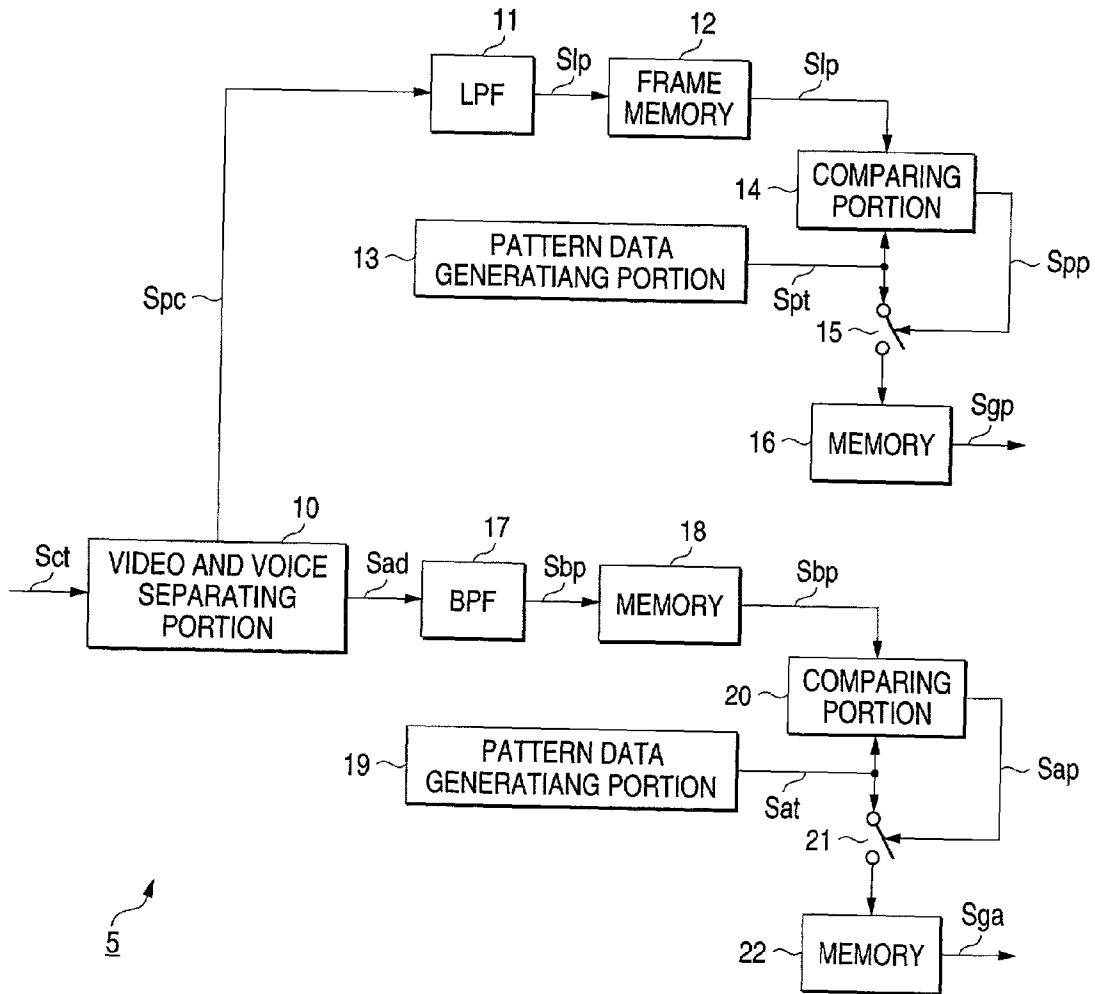 11
12
LPF
Slp
FRAME
MEMORY
Slp
14
COMPARING
PORTION
13
PATTERN DATA
GENERATIANG PORTION
Spt
Spp
Spc
15
16
MEMORY
Sgp
10
Sct
VIDEO AND VOICE
SEPARATING
PORTION
Sad
17
BPF
Sbp
18
MEMORY
Sbp
20
COMPARING
PORTION
19
PATTERN DATA
GENERATIANG PORTION
Sat
Sap
21
5
22
MEMORY
Sga